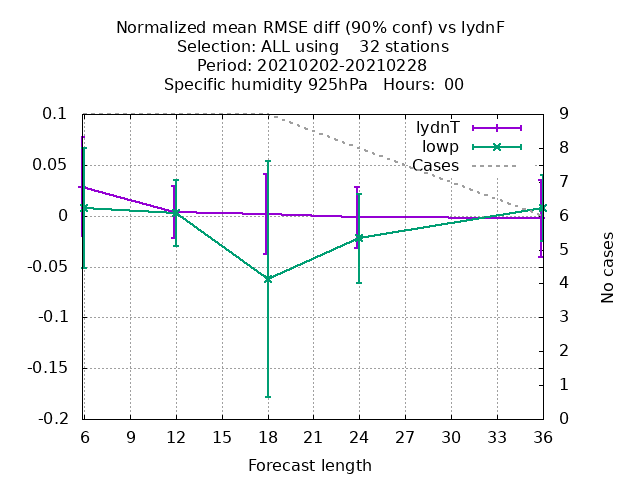 Normalized mean RMSE diff (90% conf) vs lydnF
Selection: ALL using 32 stations
Period: 20210202-20210228
Specific humidity 925hPa Hours: 00
lydnT
lowp
Cases
0.1
0.05
0
-0.05
-0.1
-0.15
-0.2
9
8
7
6
5
4
3
2
1
0
No cases
6 9 12 15 18 21 24 27 30 33 36
Forecast length